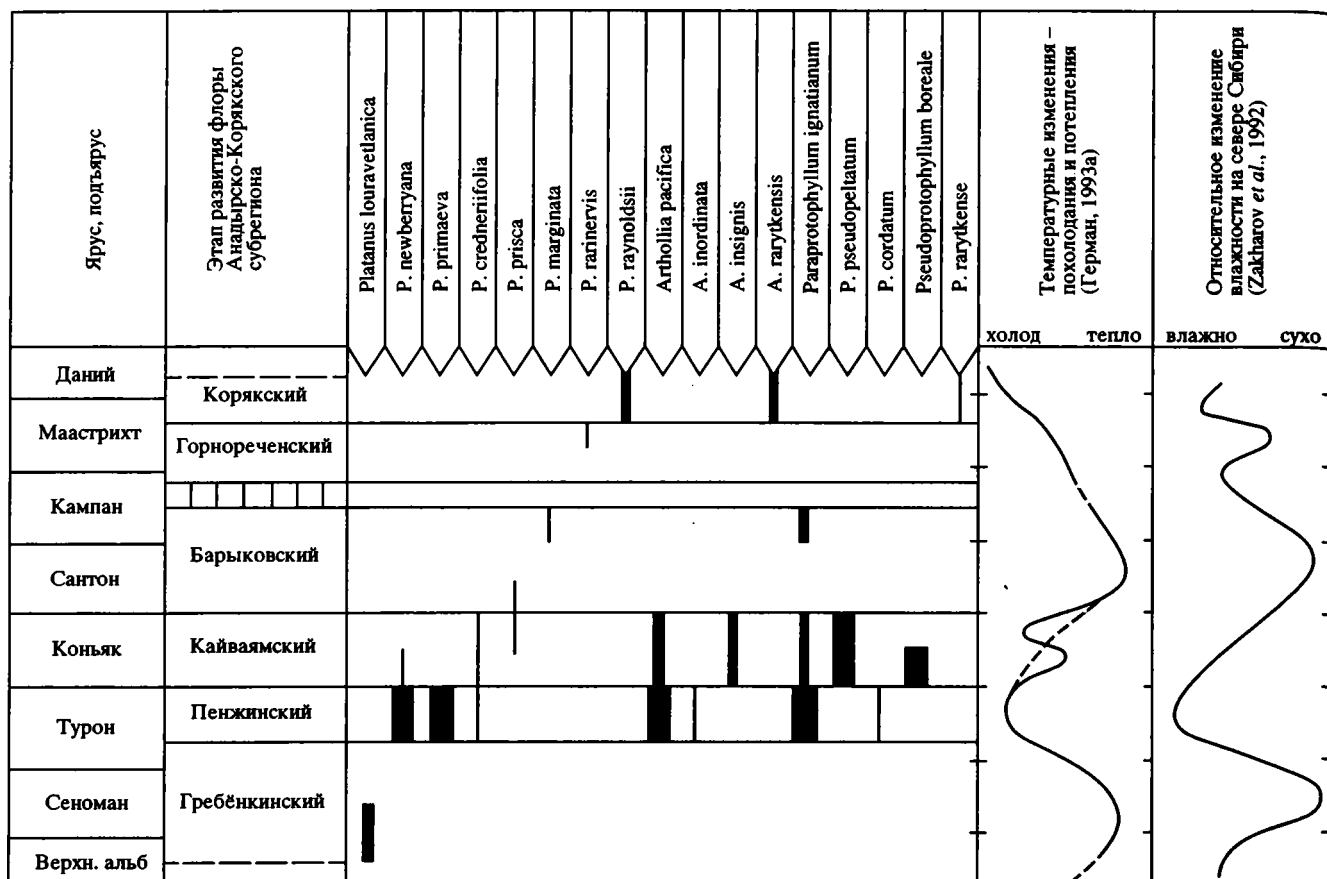 Ярус, подъярус
Этап развития флоры
Анадырско-Корякского
субрегиона
Platanus louravetlanica
P. newberryana
P. primaeva
P. credneriifolia
P. prisca
P. marginata
P. rarinervis
P. raynoldsii
Arthollia pacifica
A. inordinata
A. insignis
A. rarytkensis
Paraprotophyllum ignatianum
P. pseudopeltatum
P. cordatum
Pseudoprotophyllum boreale
P. rarytkense
Температурные изменения –
похолодания и потепления
(Герман, 1993а)
Относительное изменение
влажности на севере Сибири
(Zakharov et al., 1992)
холод тепло
влажно сухо
Даний
Маастрихт
Кампан
Сантон
Коньяк
Турон
Сеноман
Верхн. альб
Корякский
Горнореченский
Барыковский
Кайваямский
Пенжинский
Гребёнкинский